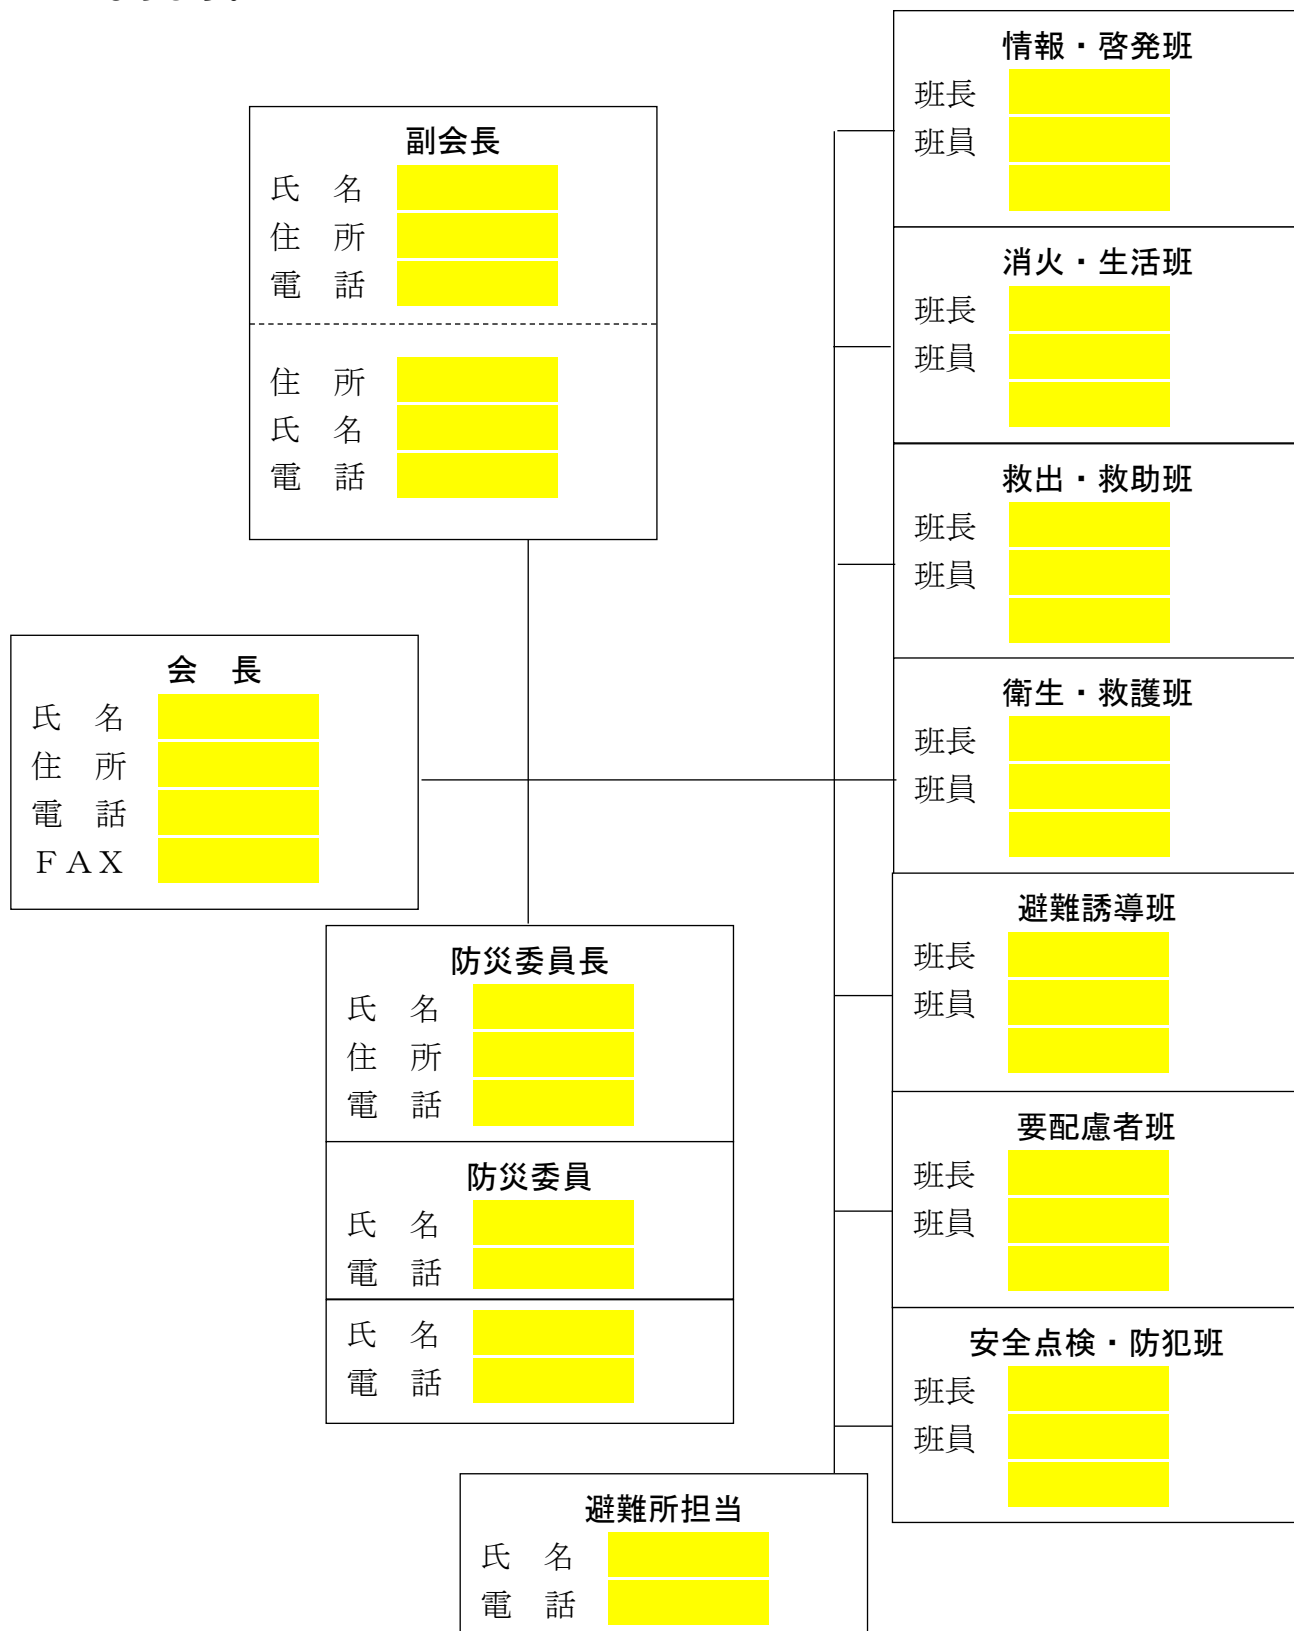 副会長
氏　名
住　所
電　話
住　所
氏　名
電　話
会　長
氏　名
住　所
電　話
ＦＡＸ
防災委員長
氏　名
住　所
電　話
防災委員
氏　名
電　話
氏　名
電　話
避難所担当
氏　名
電　話
情報・啓発班
班長
班員
消火・生活班
班長
班員
救出・救助班
班長
班員
衛生・救護班
班長
班員
避難誘導班
班長
班員
要配慮者班
班長
班員
安全点検・防犯班
班長
班員